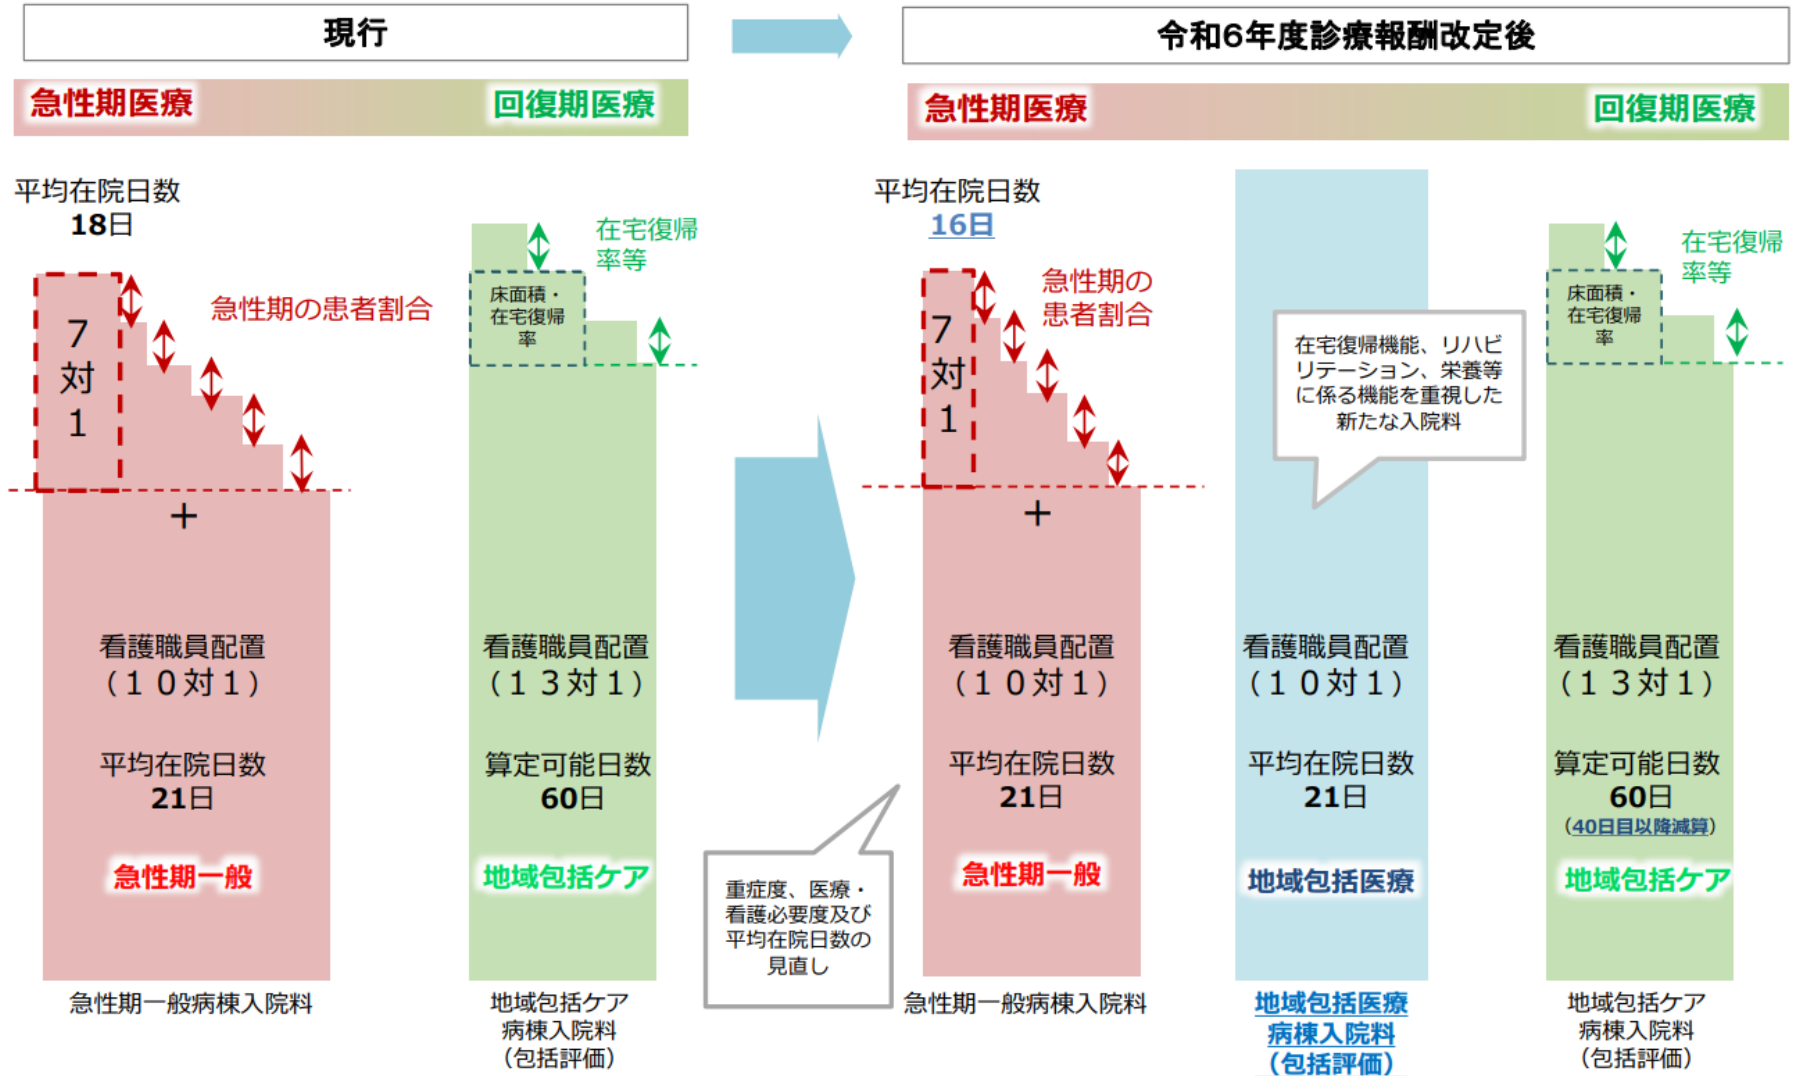 現行
令和6年度診療報酬改定後
急性期医療
回復期医療
平均在院日数
18日
7
対
1
急性期の患者割合
+
看護職員配置
(10対1)
平均在院日数
21日
急性期一般
急性期一般病棟入院料
在宅復帰
率等
床面積・
在宅復帰
率
看護職員配置
(13対1)
算定可能日数
60日
地域包括ケア
地域包括ケア
病棟入院料
(包括評価)
急性期医療
回復期医療
平均在院日数
16日
7
対
1
急性期の
患者割合
+
看護職員配置
(10対1)
平均在院日数
21日
急性期一般
急性期一般病棟入院料
重症度、医療・
看護必要度及び
平均在院日数の
見直し
在宅復帰機能、リハビ
リテーション、栄養等
に係る機能を重視した
新たな入院料
看護職員配置
(10対1)
平均在院日数
21日
地域包括医療
地域包括医療
病棟入院料
(包括評価)
在宅復帰
率等
床面積・
在宅復帰
率
看護職員配置
(13対1)
算定可能日数
60日
(40日目以降減算)
地域包括ケア
地域包括ケア
病棟入院料
(包括評価)